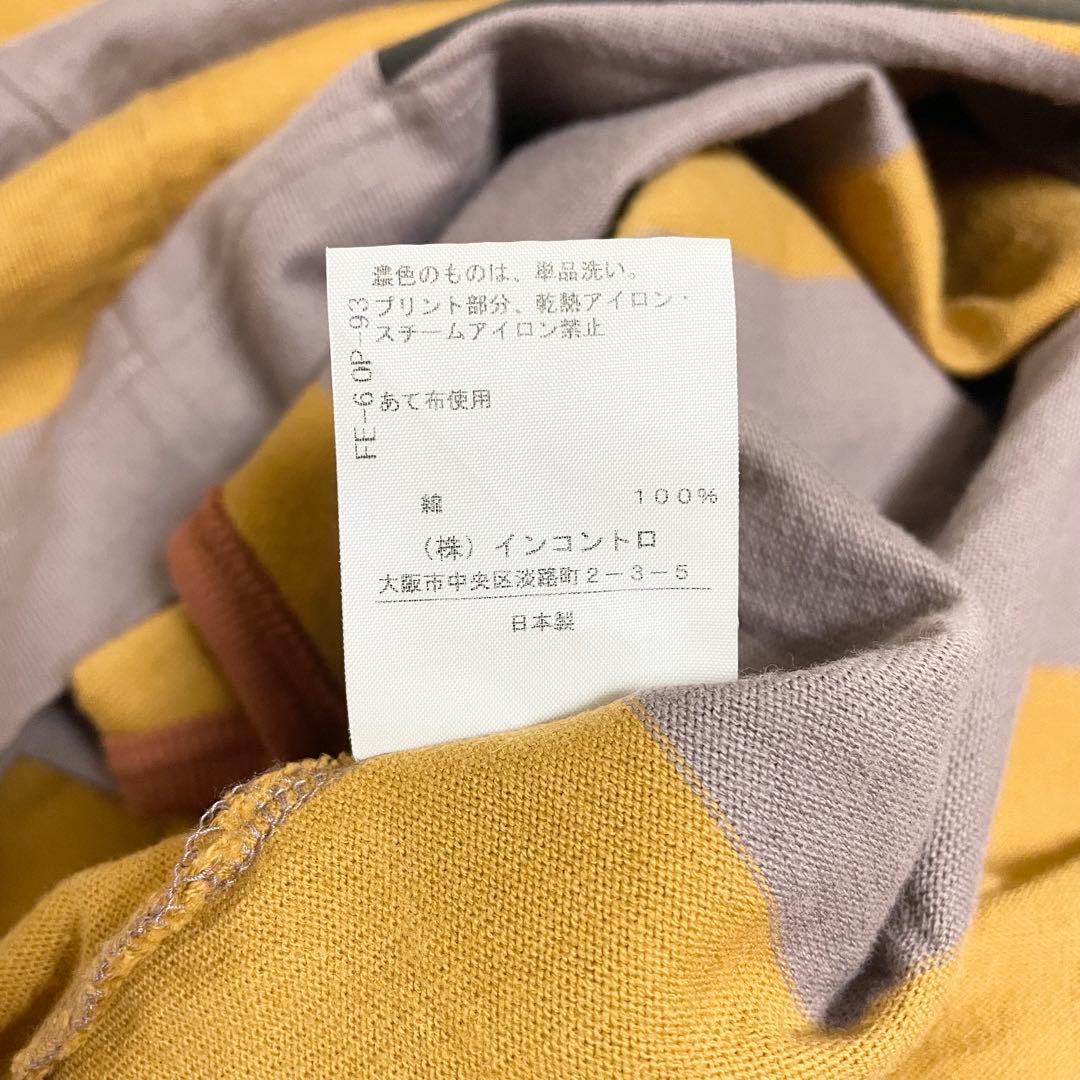 濃色のものは、単品洗い。
プリント部分、乾熱アイロン・
スチームアイロン禁止
あて布使用
FE-6 OP-93
綿 100%
(株)インコントロ
大阪市中央区淡路町2-3-5
日本製